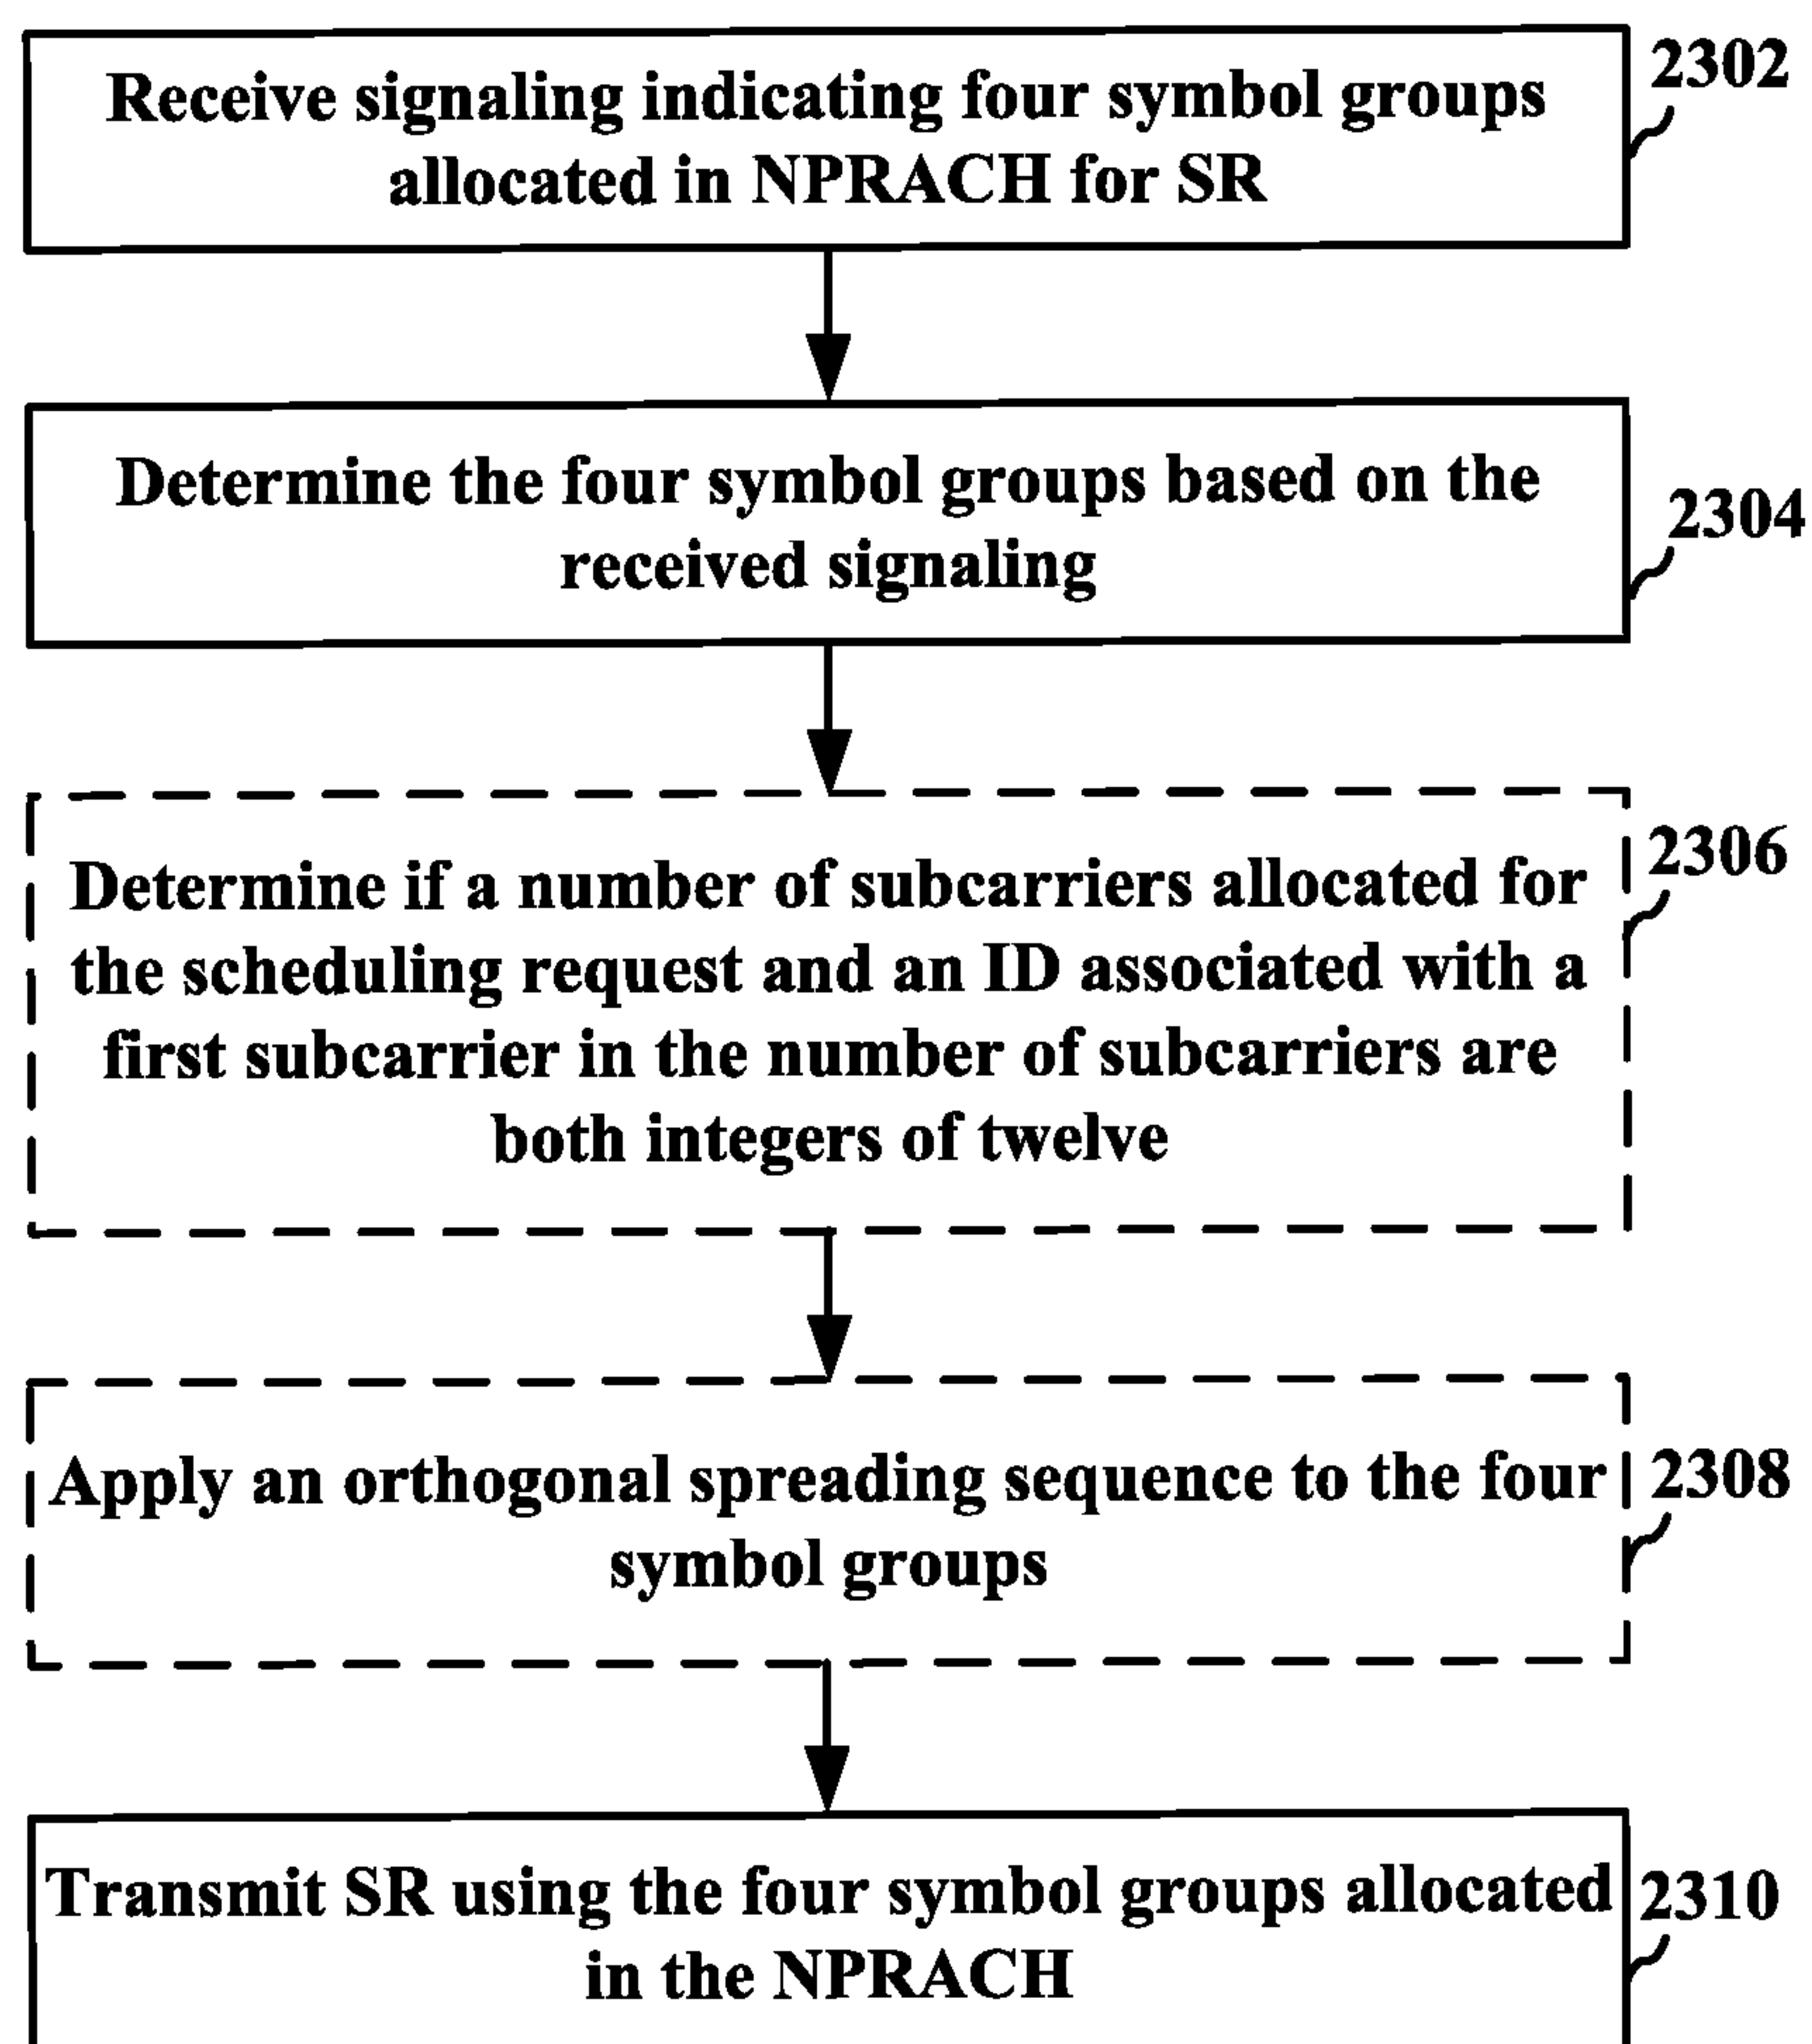 Receive signaling indicating four symbol groups
allocated in NPRACH for SR
2302
Determine the four symbol groups based on the
received signaling
2304
Determine if a number of subcarriers allocated for
the scheduling request and an ID associated with a
first subcarrier in the number of subcarriers are
both integers of twelve
2306
Apply an orthogonal spreading sequence to the four
symbol groups
2308
Transmit SR using the four symbol groups allocated
in the NPRACH
2310